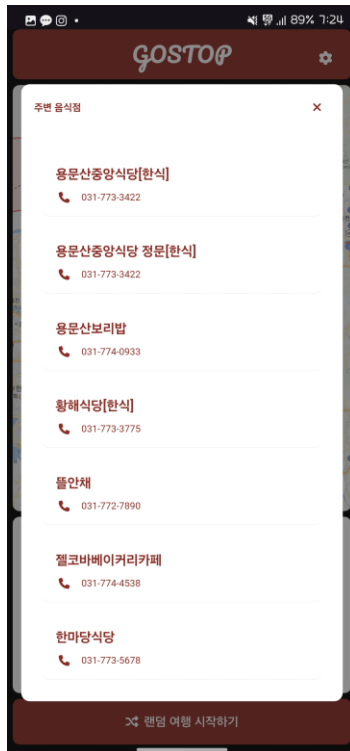 89% 7:24
GOSTOP
주변 음식점
용문산중앙식당[한식]
031-773-3422
용문산중앙식당 정문[한식]
031-773-3422
용문산보리밥
031-774-0933
황해식당[한식]
031-773-3775
뜰안채
031-772-7890
젤코바베이커리카페
031-774-4538
한마당식당
031-773-5678
랜덤 여행 시작하기